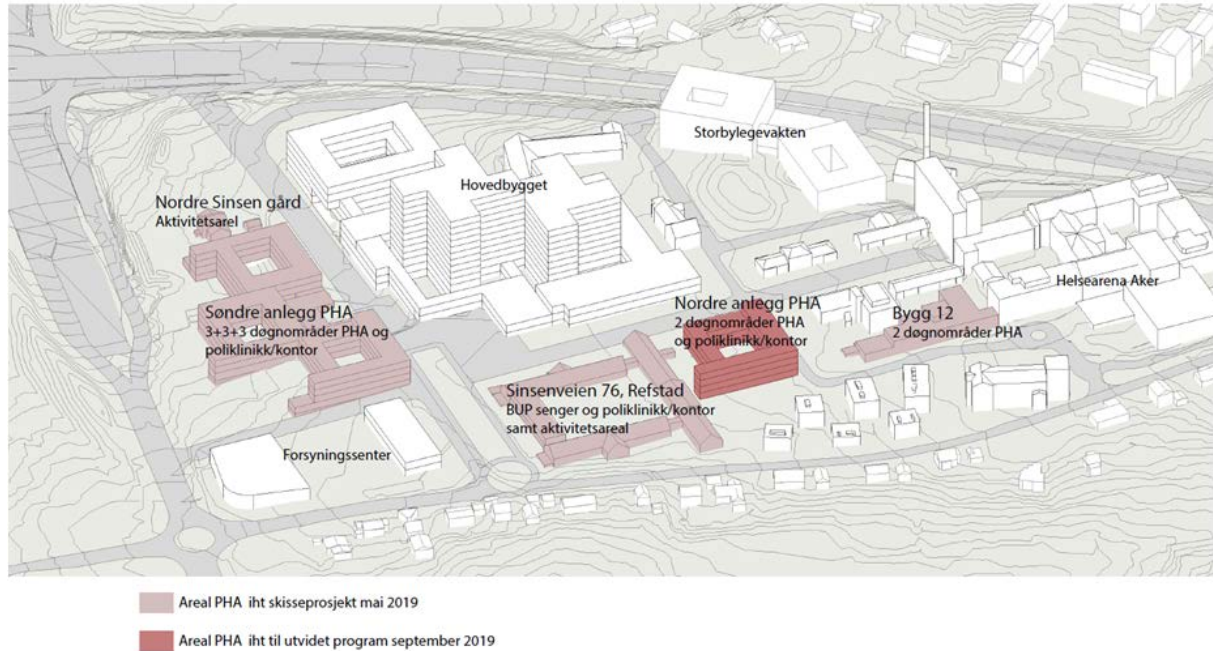 Storbylegevakten
Hovedbygget
Nordre Sinsen gård
Aktivitetsarel
Helsearena Aker
Søndre anlegg PHA
3+3+3 døgnområder PHA og
poliklinikk/kontor
Nordre anlegg PHA
2 døgnområder PHA
og poliklinikk/kontor
Bygg 12
2 døgnområder PHA
Sinsenveien 76, Refstad
BUP senger og poliklinikk/kontor
samt aktivitetsareal
Forsyningssenter
Areal PHA iht skisseprosjekt mai 2019
Areal PHA iht til utvidet program september 2019